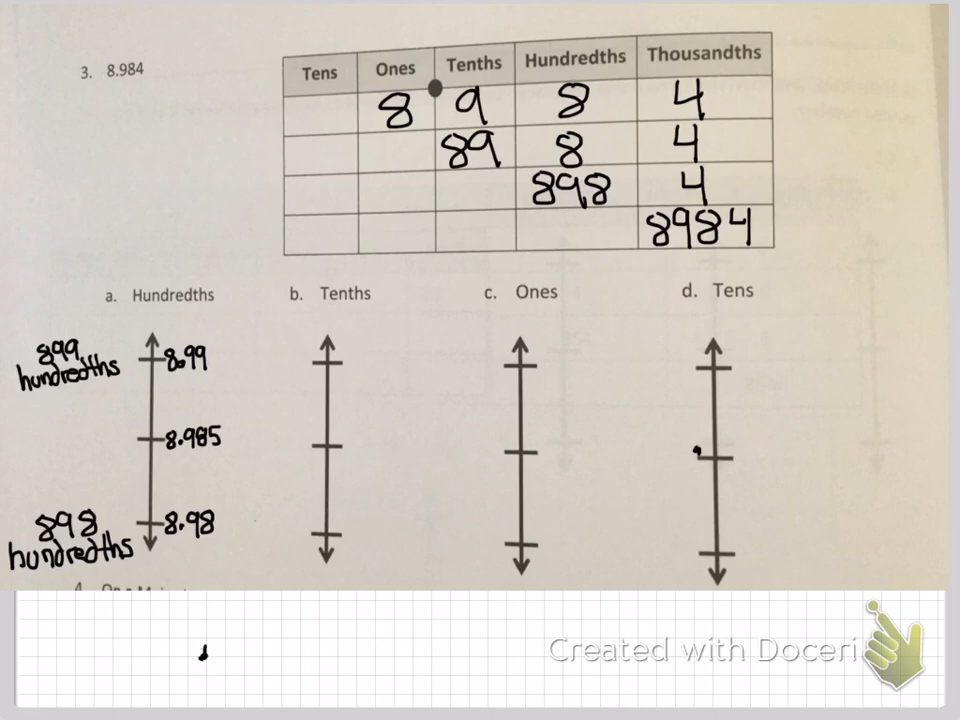 3. 8.984
Tens Ones Tenths Hundredths Thousandths
8 9 8 4
89 8 4
898 4
8984
a. Hundredths b. Tenths c. Ones d. Tens
899
hundredths
8.99
8.985
898
hundredths
8.98
Created with Doceri